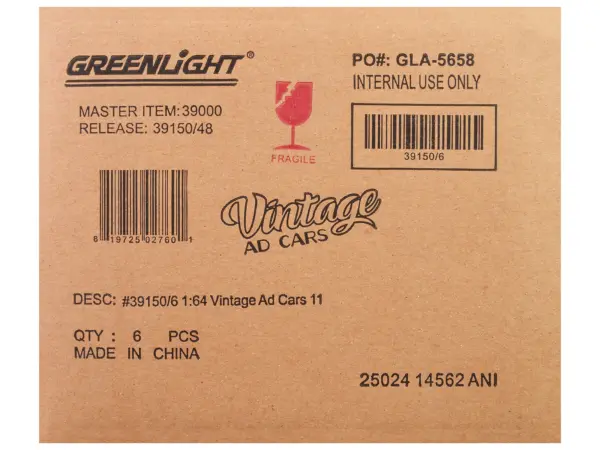 GREENLiGHT®
PO#: GLA-5658
INTERNAL USE ONLY
MASTER ITEM:39000
RELEASE: 39150/48
FRAGILE
39150/6
6 19725 02760 1
Vintage
AD CARS
DESC: #39150/6 1:64 Vintage Ad Cars 11
QTY : 6 PCS
MADE IN CHINA
25024 14562 ANI